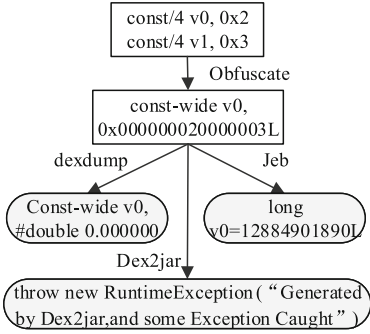 const/4 v0, 0x2
const/4 v1, 0x3
Obfuscate
const-wide v0,
0x000000020000003L
dexdump
Jeb
Const-wide v0,
#double 0.000000
long
v0=12884901890L
Dex2jar
throw new RuntimeException(“Generated
by Dex2jar,and some Exception Caught”)